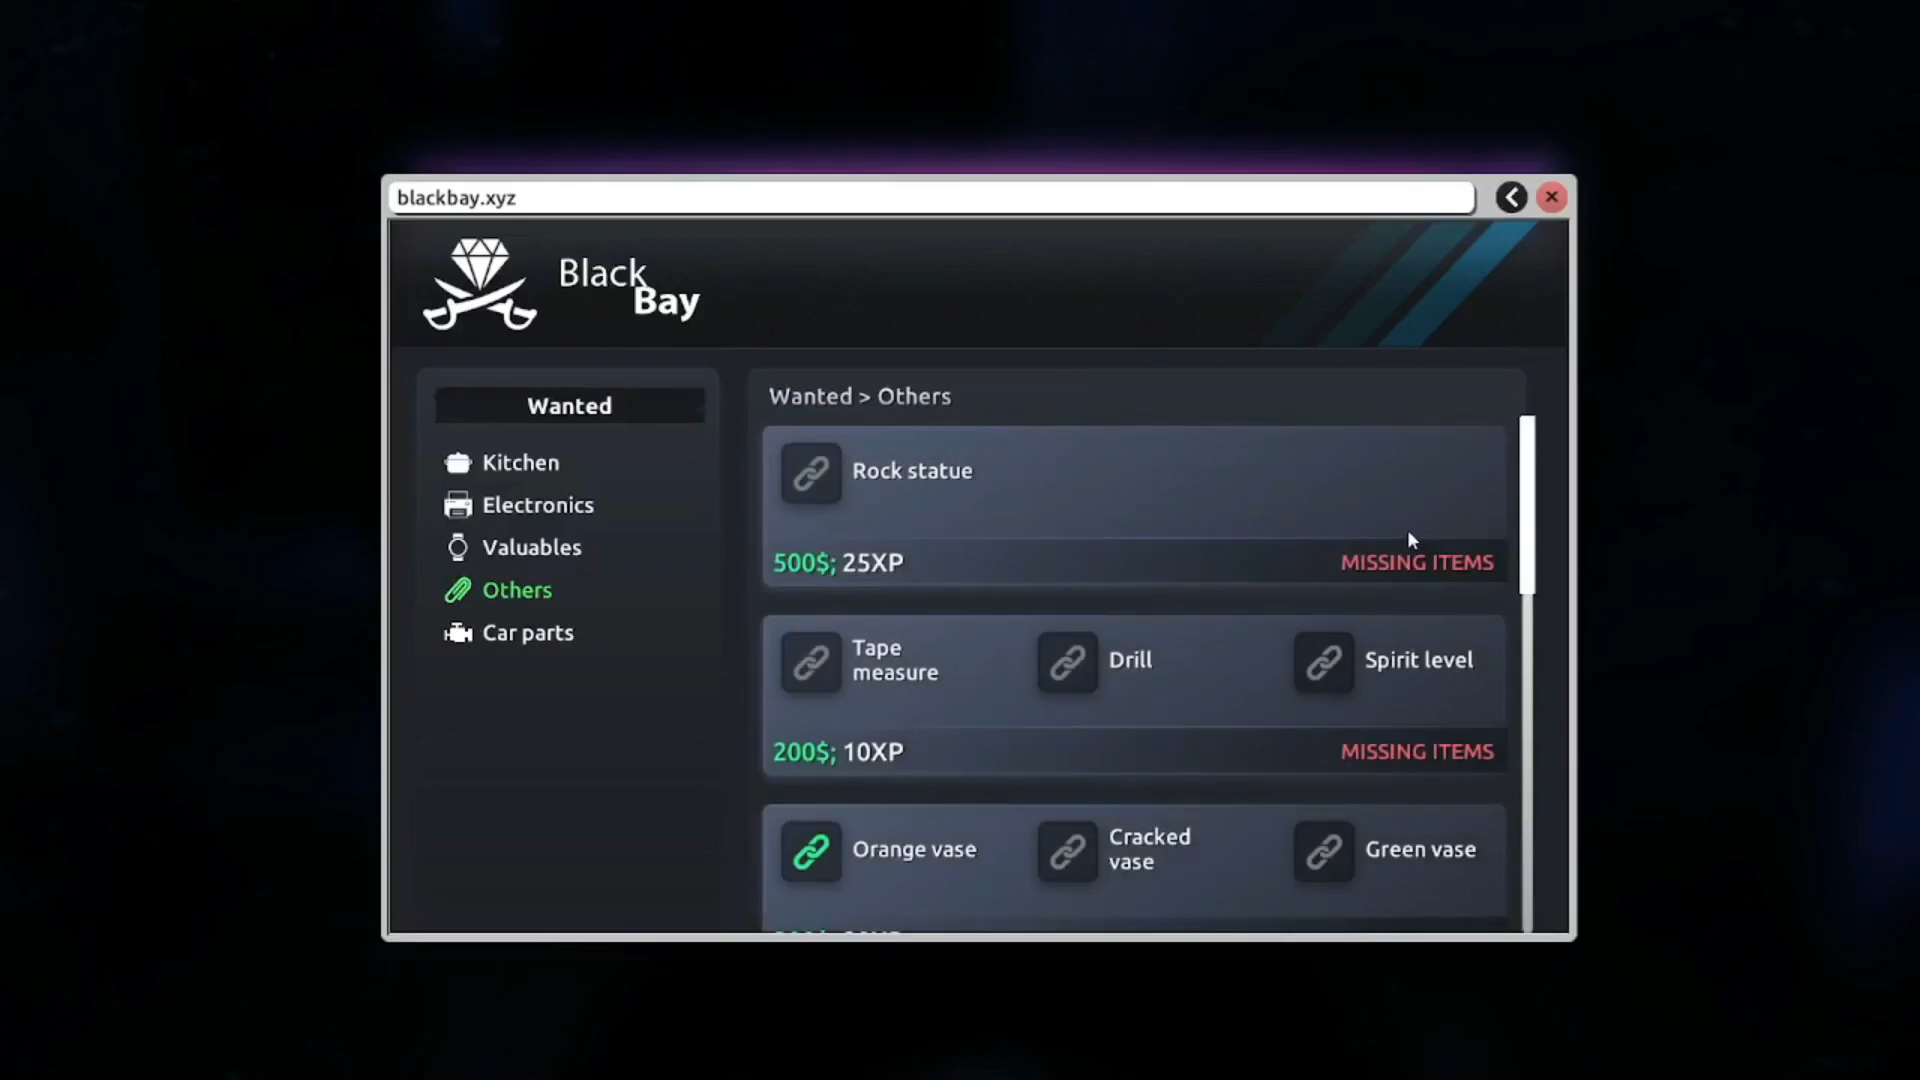 blackbay.xyz
Black
Bay
Wanted
Kitchen
Electronics
Valuables
Others
Car parts
Wanted > Others
Rock statue
500$; 25XP
MISSING ITEMS
Tape
measure
Drill
Spirit level
200$; 10XP
MISSING ITEMS
Orange vase
Cracked
vase
Green vase